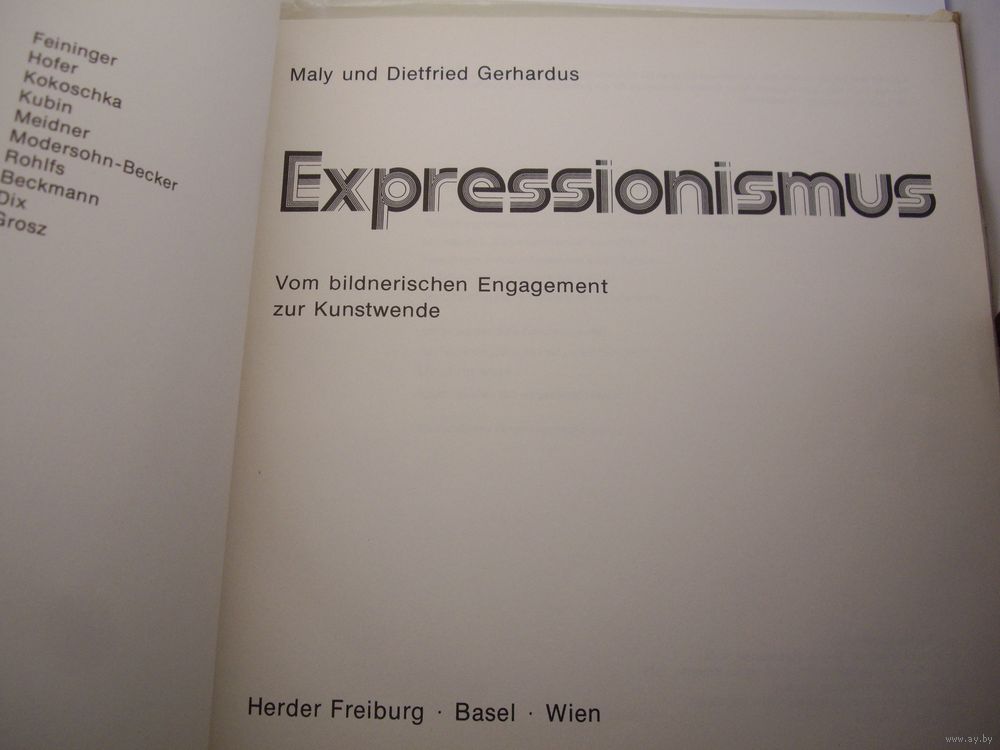 Feininger
Hofer
Kokoschka
Kubin
Meidner
Modersohn-Becker
Rohlfs
Beckmann
Dix
Grosz
Maly und Dietfried Gerhardus
Expressionismus
Vom bildnerischen Engagement
zur Kunstwende
Herder Freiburg · Basel · Wien
www.ay.by